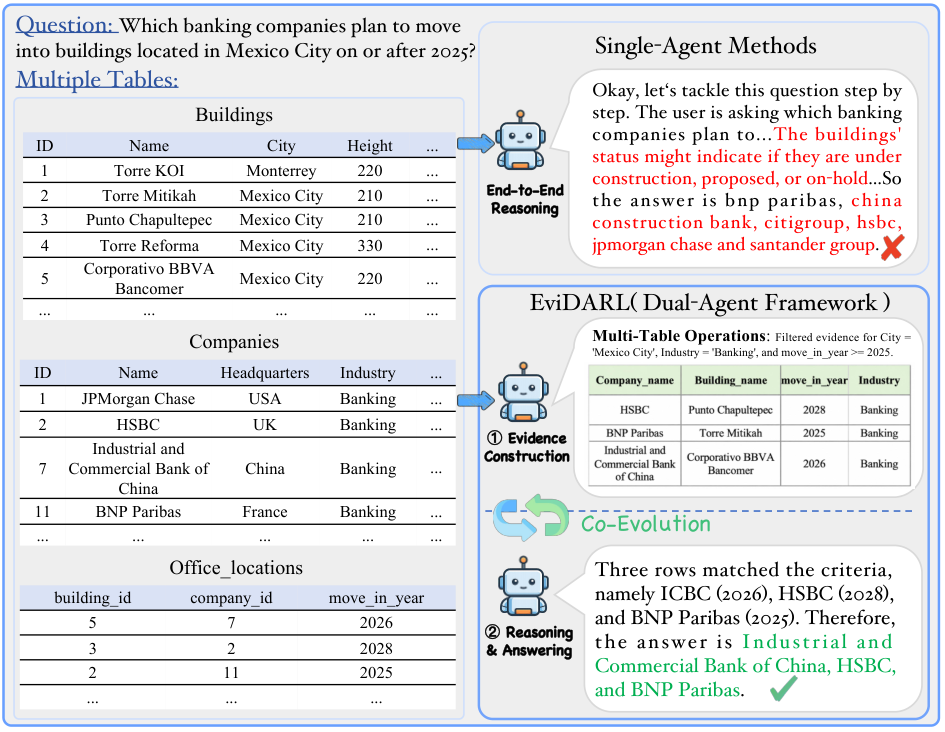 Question: Which banking companies plan to move
into buildings located in Mexico City on or after 2025?
Multiple Tables:
Buildings
ID Name City Height ...
1 Torre KOI Monterrey 220 ...
2 Torre Mitikah Mexico City 210 ...
3 Punto Chapultepec Mexico City 210 ...
4 Torre Reforma Mexico City 330 ...
5 Corporativo BBVA Bancomer Mexico City 220 ...
... ... ... ... ...
Companies
ID Name Headquarters Industry ...
1 JPMorgan Chase USA Banking ...
2 HSBC UK Banking ...
7 Industrial and Commercial Bank of China China Banking ...
11 BNP Paribas France Banking ...
... ... ... ... ...
Office_locations
building_id company_id move_in_year
5 7 2026
3 2 2028
2 11 2025
... ... ...
Single-Agent Methods
End-to-End
Reasoning
Okay, let's tackle this question step by
step. The user is asking which banking
companies plan to...The buildings'
status might indicate if they are under
construction, proposed, or on-hold...So
the answer is bnp paribas, china
construction bank, citigroup, hsbc,
jpmorgan chase and santander group.
EviDARL( Dual-Agent Framework )
① Evidence
Construction
Multi-Table Operations: Filtered evidence for City =
'Mexico City', Industry = 'Banking', and move_in_year >= 2025.
Company_name Building_name move_in_year Industry
HSBC Punto Chapultepec 2028 Banking
BNP Paribas Torre Mitikah 2025 Banking
Industrial and Commercial Bank of China Corporativo BBVA Bancomer 2026 Banking
Co-Evolution
② Reasoning
& Answering
Three rows matched the criteria,
namely ICBC (2026), HSBC (2028),
and BNP Paribas (2025). Therefore,
the answer is Industrial and
Commercial Bank of China, HSBC,
and BNP Paribas.